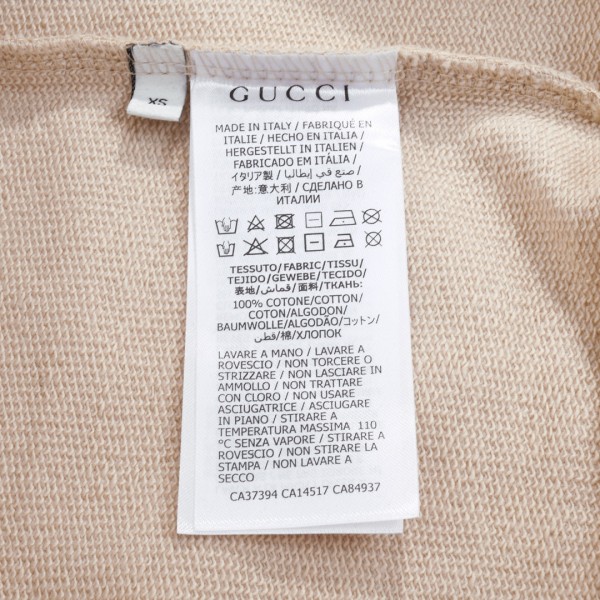 XS
GUCCI
MADE IN ITALY / FABRIQUÉ EN
ITALIE / HECHO EN ITALIA /
HERGESTELLT IN ITALIEN /
FABRICADO EM ITÁLIA /
イタリア製 / صنع في إيطاليا /
产地:意大利 / СДЕЛАНО В
ИТАЛИИ
TESSUTO/FABRIC/TISSU/
TEJIDO/GEWEBE/TECIDO/
表地/قماش/面料/ТКАНЬ:
100% COTONE/COTTON/
COTON/ALGODON/
BAUMWOLLE/ALGODÃO/コットン/
قطن/棉/ХЛОПОК
LAVARE A MANO / LAVARE A
ROVESCIO / NON TORCERE O
STRIZZARE / NON LASCIARE IN
AMMOLLO / NON TRATTARE
CON CLORO / NON USARE
ASCIUGATRICE / ASCIUGARE IN
PIANO / STIRARE A
TEMPERATURA MASSIMA 110
°C SENZA VAPORE / STIRARE A
ROVESCIO / NON STIRARE LA
STAMPA / NON LAVARE A
SECCO
CA37394 CA14517 CA84937